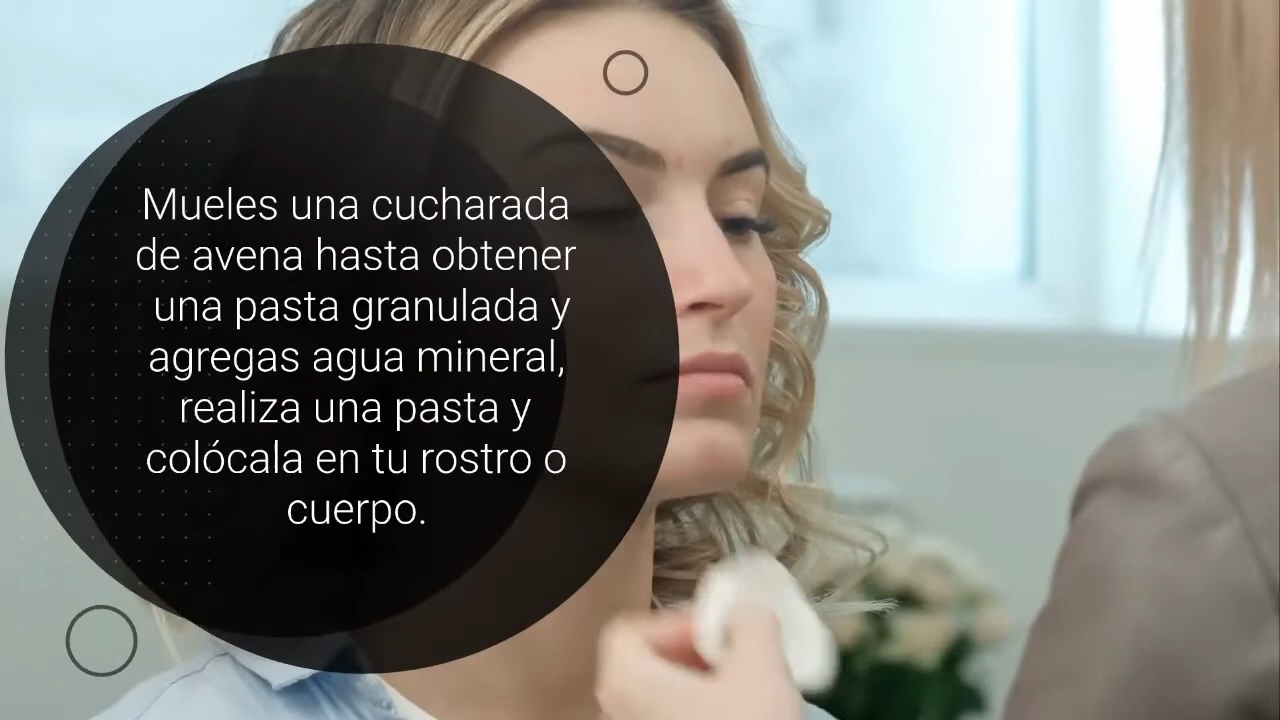 Mueles una cucharada
de avena hasta obtener
una pasta granulada y
agregas agua mineral,
realiza una pasta y
colócala en tu rostro o
cuerpo.